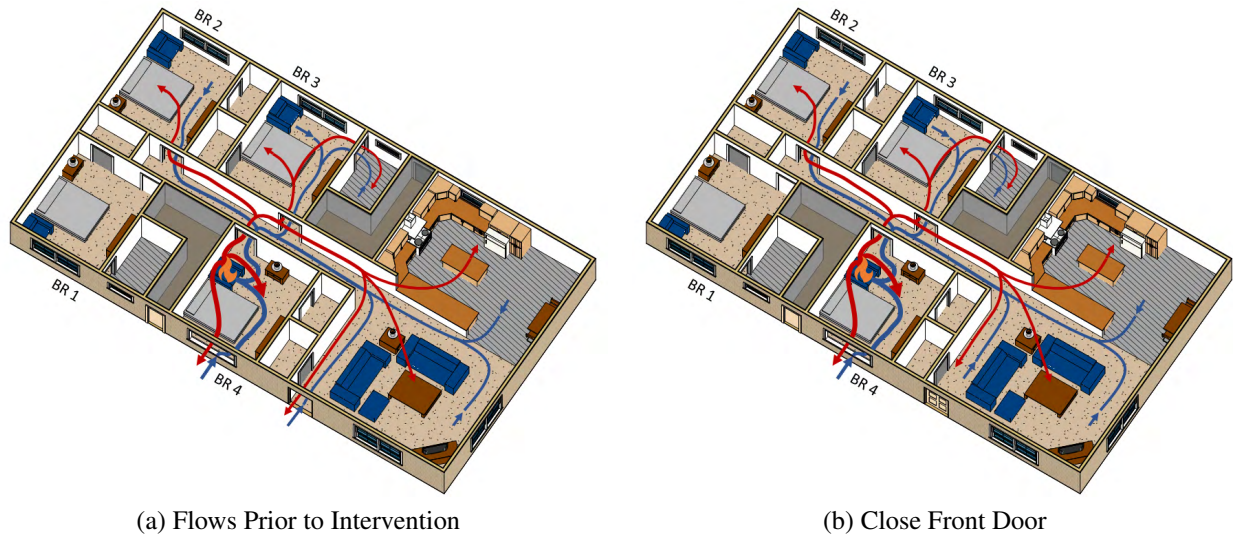 BR 2
BR 3
BR 1
BR 4
BR 2
BR 3
BR 1
BR 4
(a) Flows Prior to Intervention
(b) Close Front Door